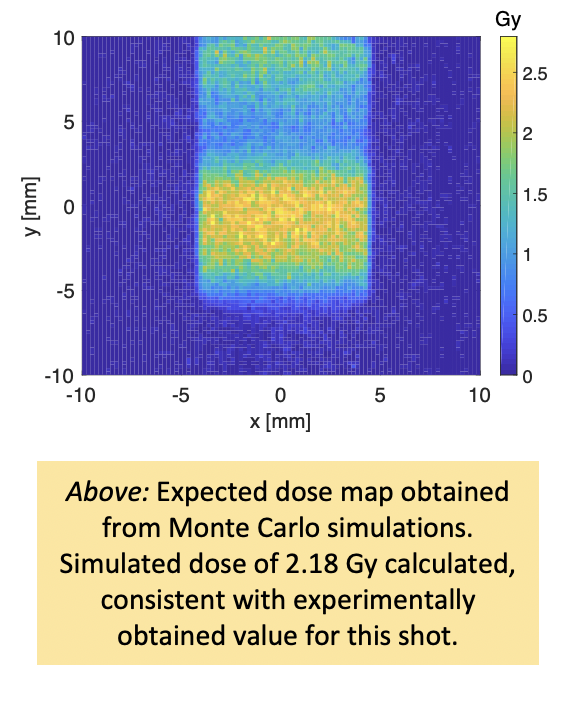 Gy
10
5
0
-5
-10
y [mm]
-10
-5
0
5
10
x [mm]
2.5
2
1.5
1
0.5
0
Above: Expected dose map obtained
from Monte Carlo simulations.
Simulated dose of 2.18 Gy calculated,
consistent with experimentally
obtained value for this shot.